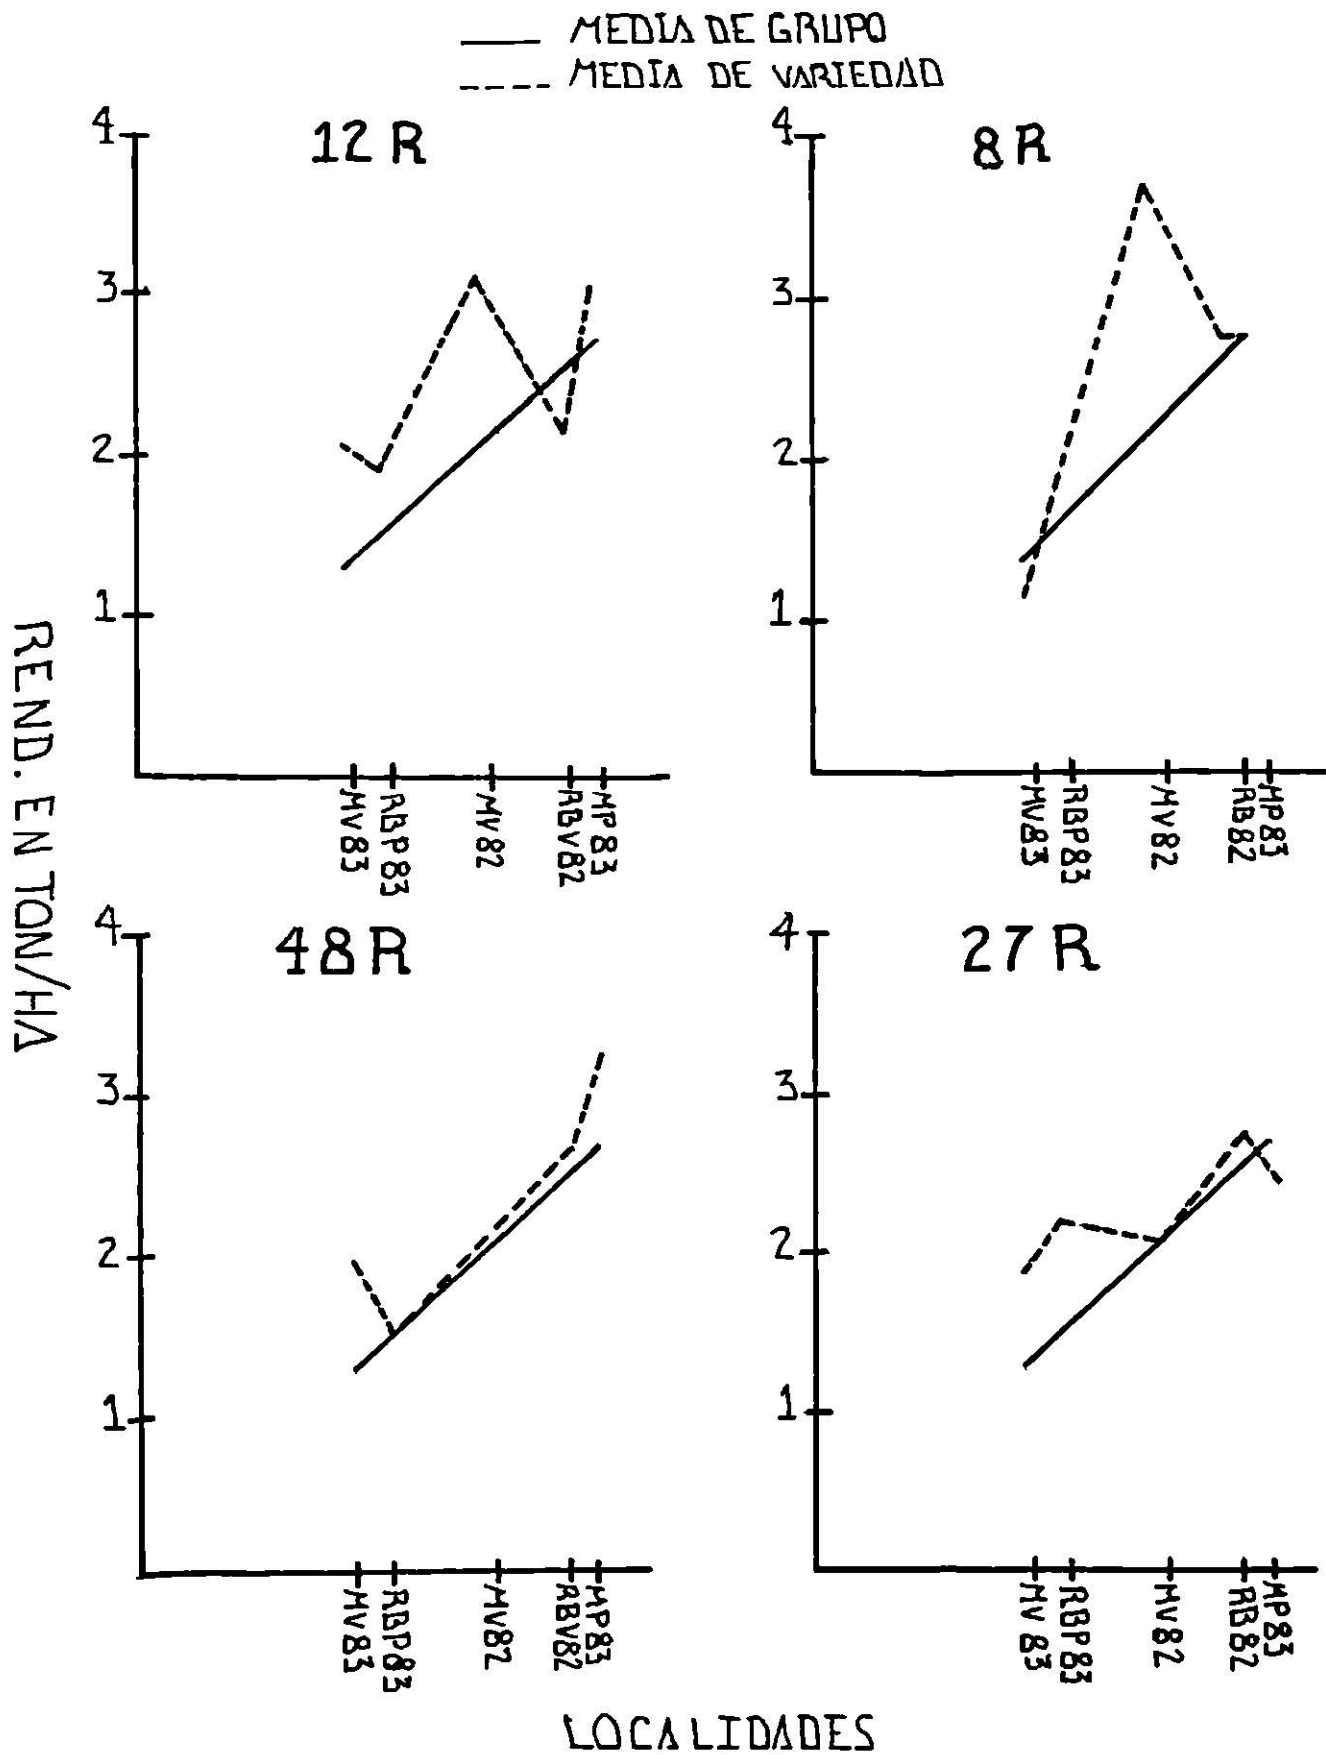 MEDIA DE GRUPO
MEDIA DE VARIEDAD
12 R
4
3
2
1
MV83
RBP83
MV82
RBV82
MP83
8 R
4
3
2
1
MV83
RBP83
MV82
RB82
MP83
REND. EN TON/HA
48 R
4
3
2
1
MV83
RBP83
MV82
RBV82
MP83
27 R
4
3
2
1
MV 83
RBP83
MV82
RB82
MP83
LOCALIDADES